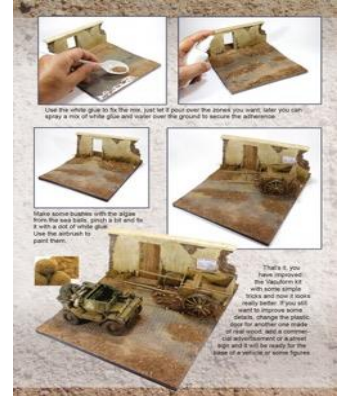 Use the white glue to fix the mix, just let it pour over the zones you want, later you can
spray a mix of white glue and water over the ground to secure the adherence
Make some bushes with the algae
from the sea balls, pinch a bit and fix
it with a dot of white glue
Use the airbrush to
paint them.
That's it, you
have improved
the Vacuform kit
with some simple
tricks and now it looks
really better. If you still
want to improve some
details, change the plastic
door for another one made
of real wood, add a commer-
cial advertisement or a street
sign and it will be ready for the
base of a vehicle or some figures